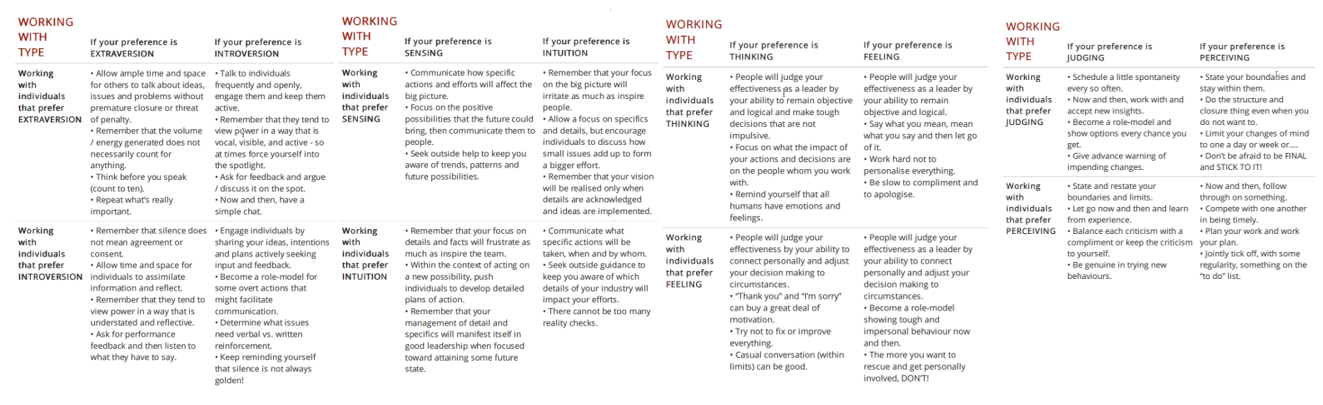 WORKING
WITH
TYPE
If your preference is
EXTRAVERSION
If your preference is
INTROVERSION
Working
with
individuals
that prefer
EXTRAVERSION
• Allow ample time and space
for others to talk about ideas,
issues and problems without
premature closure or threat
of penalty.
• Remember that the volume
/ energy generated does not
necessarily count for
anything.
• Think before you speak
(count to ten).
• Repeat what's really
important.
• Talk to individuals
frequently and openly,
engage them and keep them
active.
• Remember that they tend to
view power in a way that is
vocal, visible, and active - so
at times force yourself into
the spotlight.
• Ask for feedback and argue
/ discuss it on the spot.
• Now and then, have a
simple chat.
Working
with
individuals
that prefer
INTROVERSION
• Remember that silence does
not mean agreement or
consent.
• Allow time and space for
individuals to assimilate
information and reflect.
• Remember that they tend to
view power in a way that is
understated and reflective.
• Ask for performance
feedback and then listen to
what they have to say.
• Engage individuals by
sharing your ideas, intentions
and plans actively seeking
input and feedback.
• Become a role-model for
some overt actions that
might facilitate
communication.
• Determine what issues
need verbal vs. written
reinforcement.
• Keep reminding yourself
that silence is not always
golden!
WORKING
WITH
TYPE
If your preference is
SENSING
If your preference is
INTUITION
Working
with
individuals
that prefer
SENSING
• Communicate how specific
actions and efforts will affect the
big picture.
• Focus on the positive
possibilities that the future could
bring, then communicate them to
people.
• Seek outside help to keep you
aware of trends, patterns and
future possibilities.
• Remember that your focus
on the big picture will
irritate as much as inspire
people.
• Allow a focus on specifics
and details, but encourage
individuals to discuss how
small issues add up to form
a bigger effort.
• Remember that your vision
will be realised only when
details are acknowledged
and ideas are implemented.
Working
with
individuals
that prefer
INTUITION
• Remember that your focus on
details and facts will frustrate as
much as inspire the team.
• Within the context of acting on
a new possibility, push
individuals to develop detailed
plans of action.
• Remember that your
management of detail and
specifics will manifest itself in
good leadership when focused
toward attaining some future
state.
• Communicate what
specific actions will be
taken, when and by whom.
• Seek outside guidance to
keep you aware of which
details of your industry will
impact your efforts.
• There cannot be too many
reality checks.
WORKING
WITH
TYPE
If your preference is
THINKING
If your preference is
FEELING
Working
with
individuals
that prefer
THINKING
• People will judge your
effectiveness as a leader by
your ability to remain objective
and logical and make tough
decisions that are not
impulsive.
• Focus on what the impact of
your actions and decisions are
on the people whom you work
with.
• Remind yourself that all
humans have emotions and
feelings.
• People will judge your
effectiveness as a leader by
your ability to remain
objective and logical.
• Say what you mean, mean
what you say and then let go
of it.
• Work hard not to
personalise everything.
• Be slow to compliment and
to apologise.
Working
with
individuals
that prefer
FEELING
• People will judge your
effectiveness by your ability to
connect personally and adjust
your decision making to
circumstances.
• "Thank you" and "I'm sorry"
can buy a great deal of
motivation.
• Try not to fix or improve
everything.
• Casual conversation (within
limits) can be good.
• People will judge your
effectiveness as a leader by
your ability to connect
personally and adjust your
decision making to
circumstances.
• Become a role-model
showing tough and
impersonal behaviour now
and then.
• The more you want to
rescue and get personally
involved, DON'T!
WORKING
WITH
TYPE
If your preference is
JUDGING
If your preference is
PERCEIVING
Working
with
individuals
that prefer
JUDGING
• Schedule a little spontaneity
every so often.
• Now and then, work with and
accept new insights.
• Become a role-model and
show options every chance you
get.
• Give advance warning of
impending changes.
• State your boundaries and
stay within them.
• Do the structure and
closure thing even when you
do not want to.
• Limit your changes of mind
to one a day or week or....
• Don't be afraid to be FINAL
and STICK TO IT!
Working
with
individuals
that prefer
PERCEIVING
• State and restate your
boundaries and limits.
• Let go now and then and learn
from experience.
• Balance each criticism with a
compliment or keep the criticism
to yourself.
• Be genuine in trying new
behaviours.
• Now and then, follow
through on something.
• Compete with one another
in being timely.
• Plan your work and work
your plan.
• Jointly tick off, with some
regularity, something on the
"to do" list.